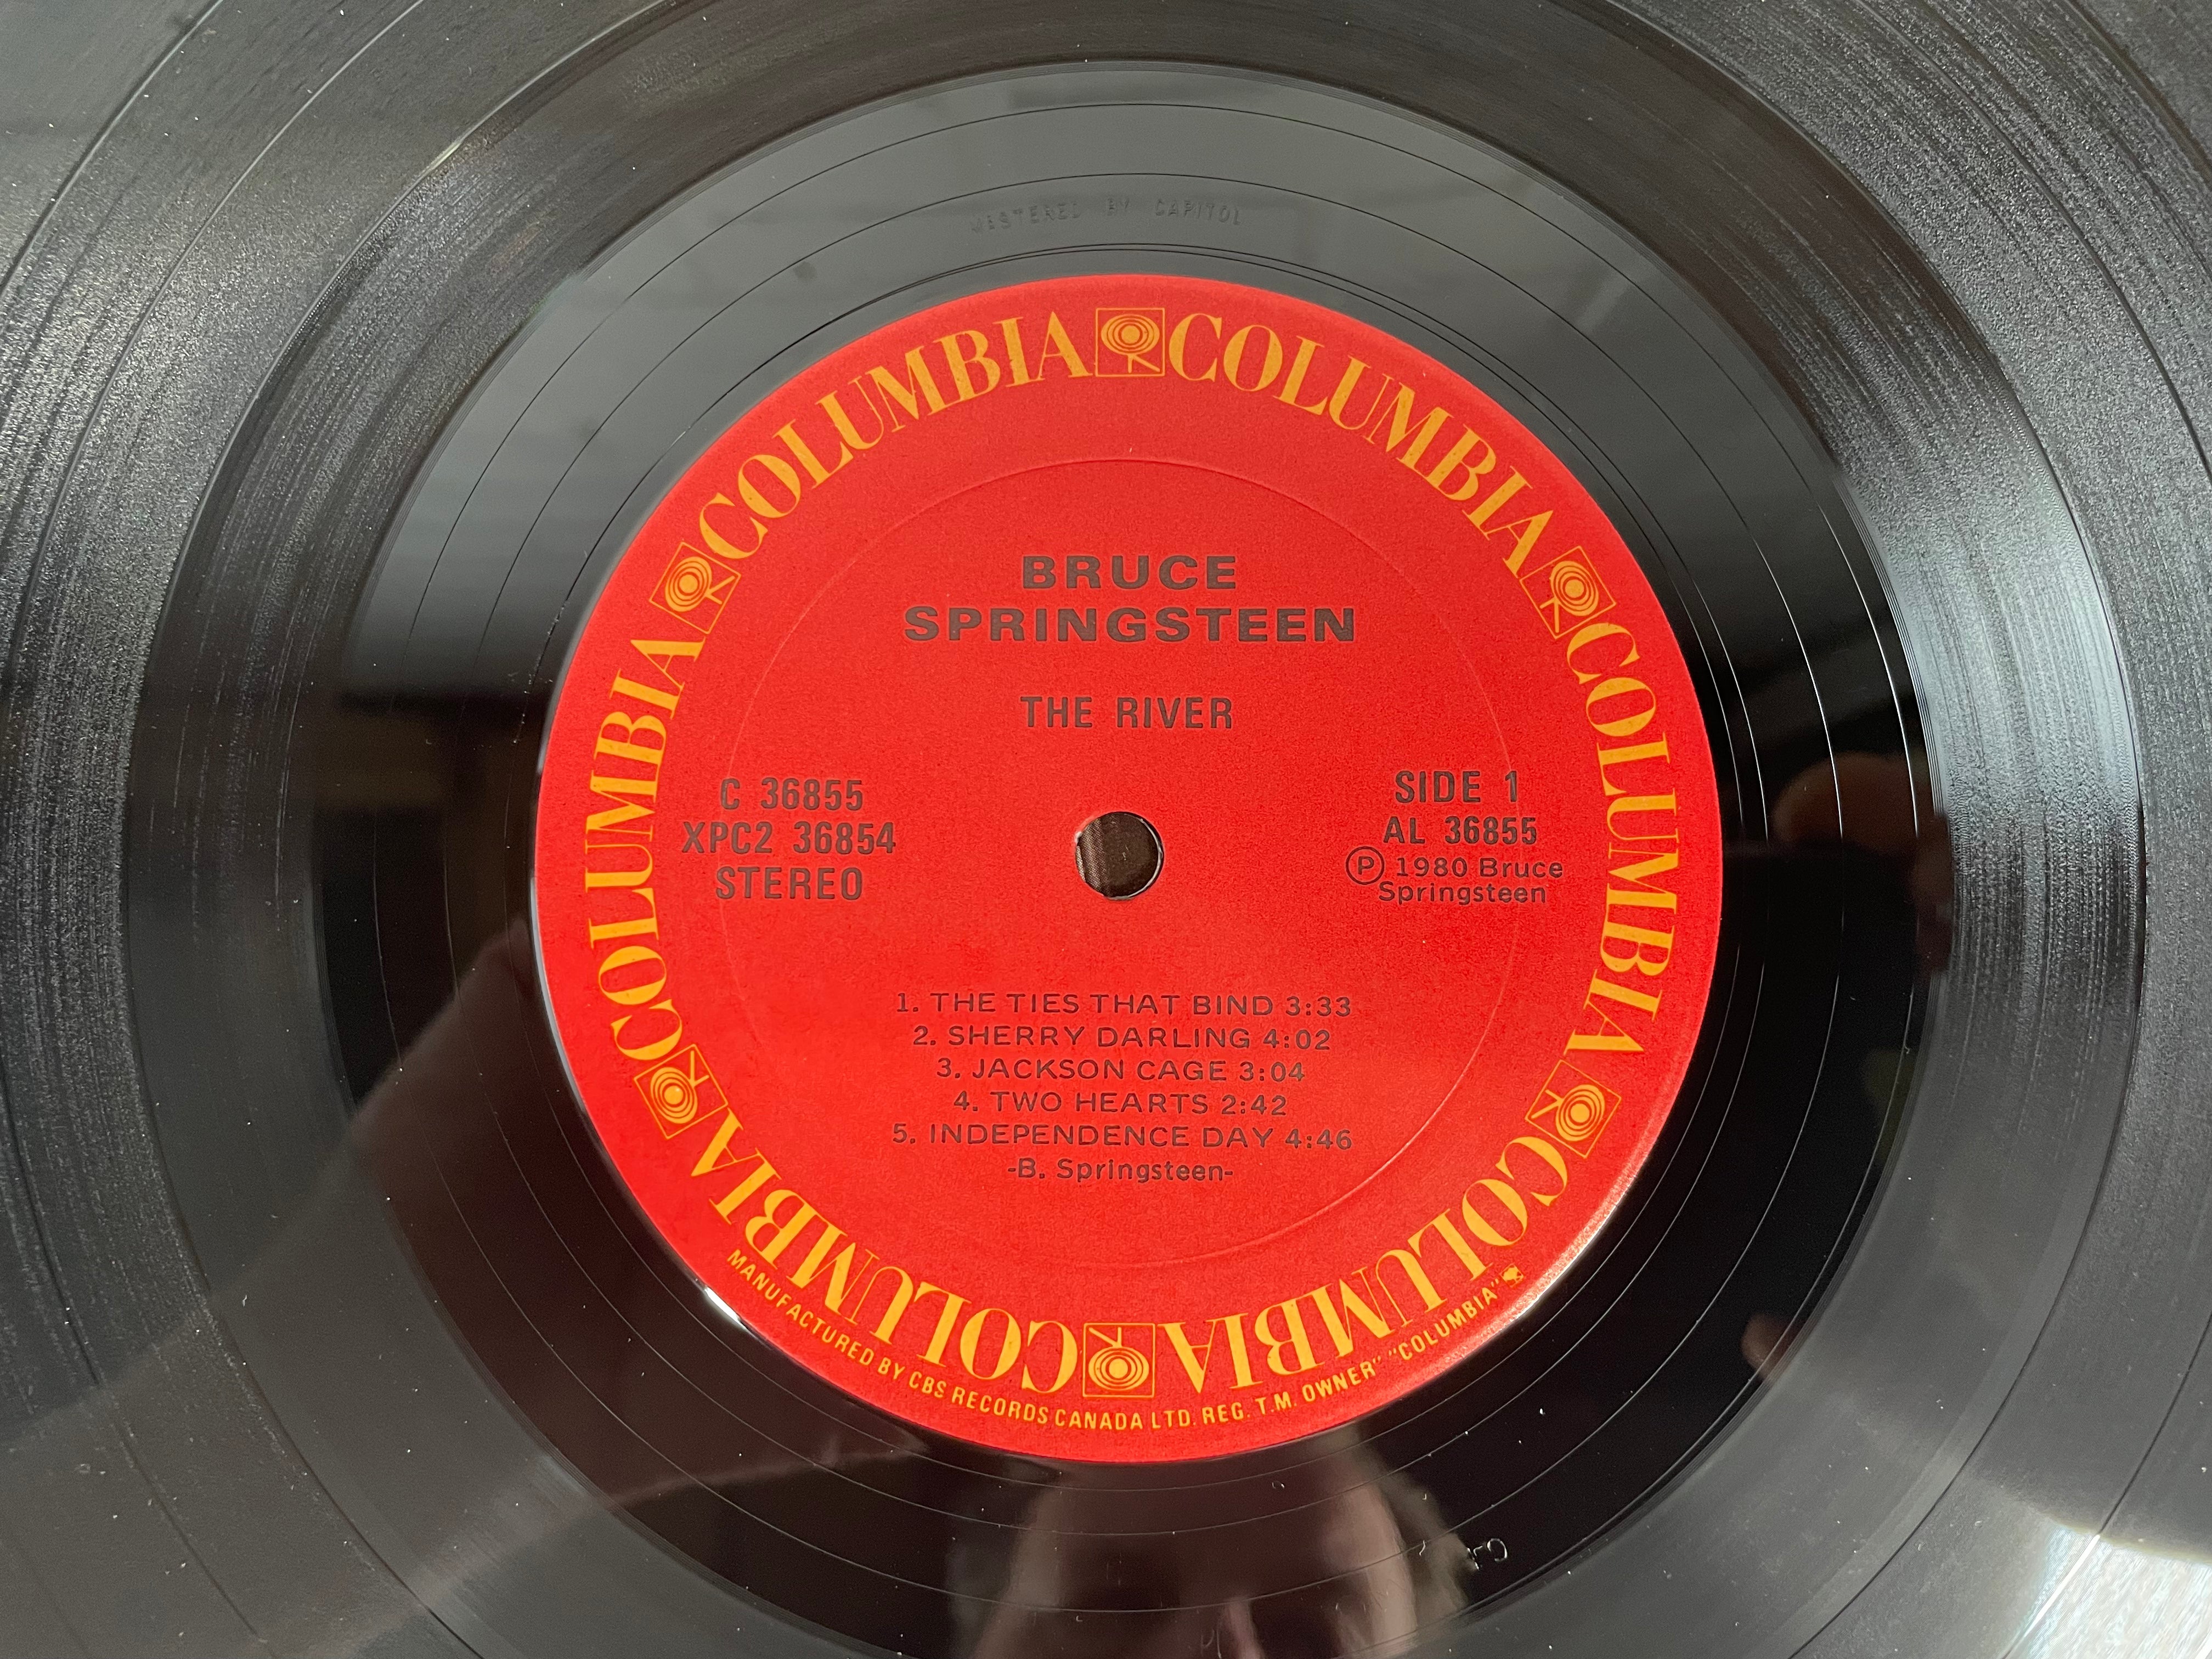 MASTERED BY CAPITOL
COLUMBIA COLUMBIA COLUMBIA COLUMBIA COLUMBIA COLUMBIA
BRUCE
SPRINGSTEEN
THE RIVER
C 36855
XPC2 36854
STEREO
SIDE 1
AL 36855
Ⓟ 1980 Bruce
Springsteen
1. THE TIES THAT BIND 3:33
2. SHERRY DARLING 4:02
3. JACKSON CAGE 3:04
4. TWO HEARTS 2:42
5. INDEPENDENCE DAY 4:46
-B. Springsteen-
MANUFACTURED BY CBS RECORDS CANADA LTD. REG. T.M. OWNER" "COLUMBIA"